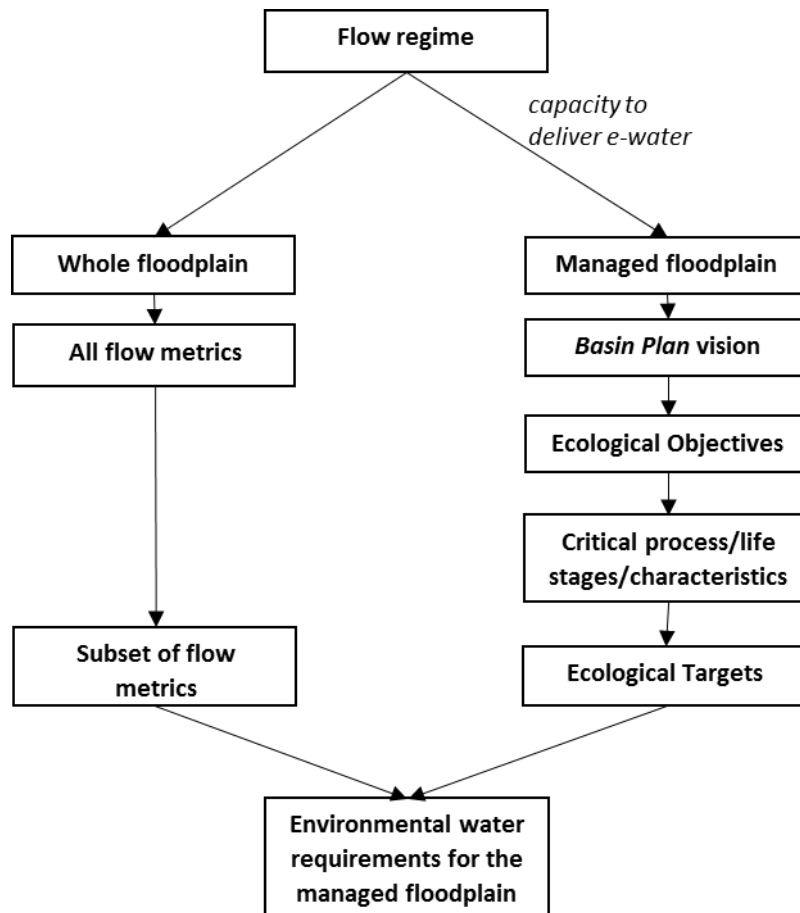 Flow regime
capacity to
deliver e-water
Whole floodplain
Managed floodplain
All flow metrics
Basin Plan vision
Ecological Objectives
Critical process/life
stages/characteristics
Subset of flow
metrics
Ecological Targets
Environmental water
requirements for the
managed floodplain